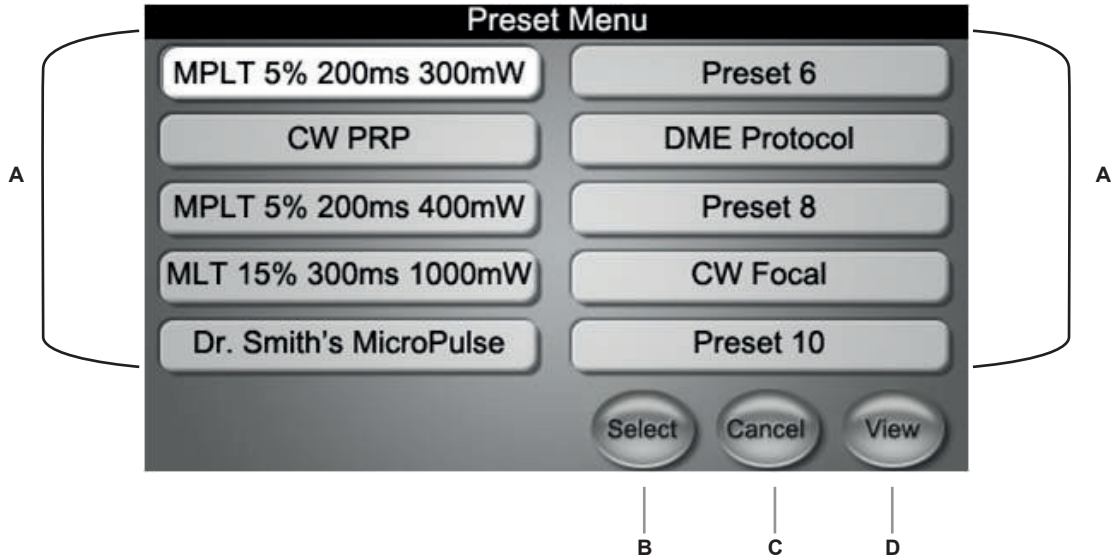 Preset Menu
MPLT 5% 200ms 300mW
Preset 6
CW PRP
DME Protocol
A
A
MPLT 5% 200ms 400mW
Preset 8
MLT 15% 300ms 1000mW
CW Focal
Dr. Smith's MicroPulse
Preset 10
Select
Cancel
View
B
C
D